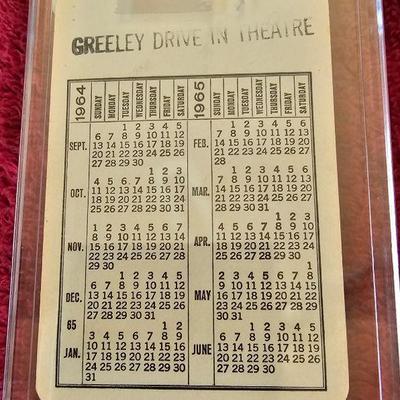 GREELEY DRIVE IN THEATRE
1964 SUNDAY MONDAY TUESDAY WEDNESDAY THURSDAY FRIDAY SATURDAY
SEPT.
1 2 3 4 5
6 7 8 9 10 11 12
13 14 15 16 17 18 19
20 21 22 23 24 25 26
27 28 29 30
OCT.
1 2 3
4 5 6 7 8 9 10
11 12 13 14 15 16 17
18 19 20 21 22 23 24
25 26 27 28 29 30 31
NOV.
1 2 3 4 5 6 7
8 9 10 11 12 13 14
15 16 17 18 19 20 21
22 23 24 25 26 27 28
29 30
DEC.
1 2 3 4 5
6 7 8 9 10 11 12
13 14 15 16 17 18 19
20 21 22 23 24 25 26
27 28 29 30 31
65
JAN.
1 2
3 4 5 6 7 8 9
10 11 12 13 14 15 16
17 18 19 20 21 22 23
24 25 26 27 28 29 30
31
1965 SUNDAY MONDAY TUESDAY WEDNESDAY THURSDAY FRIDAY SATURDAY
FEB.
1 2 3 4 5 6
7 8 9 10 11 12 13
14 15 16 17 18 19 20
21 22 23 24 25 26 27
28
MAR.
1 2 3 4 5 6
7 8 9 10 11 12 13
14 15 16 17 18 19 20
21 22 23 24 25 26 27
28 29 30 31
APR.
1 2 3
4 5 6 7 8 9 10
11 12 13 14 15 16 17
18 19 20 21 22 23 24
25 26 27 28 29 30
MAY
1
2 3 4 5 6 7 8
9 10 11 12 13 14 15
16 17 18 19 20 21 22
23 24 25 26 27 28 29
30 31
JUNE
1 2 3 4 5
6 7 8 9 10 11 12
13 14 15 16 17 18 19
20 21 22 23 24 25 26
27 28 29 30